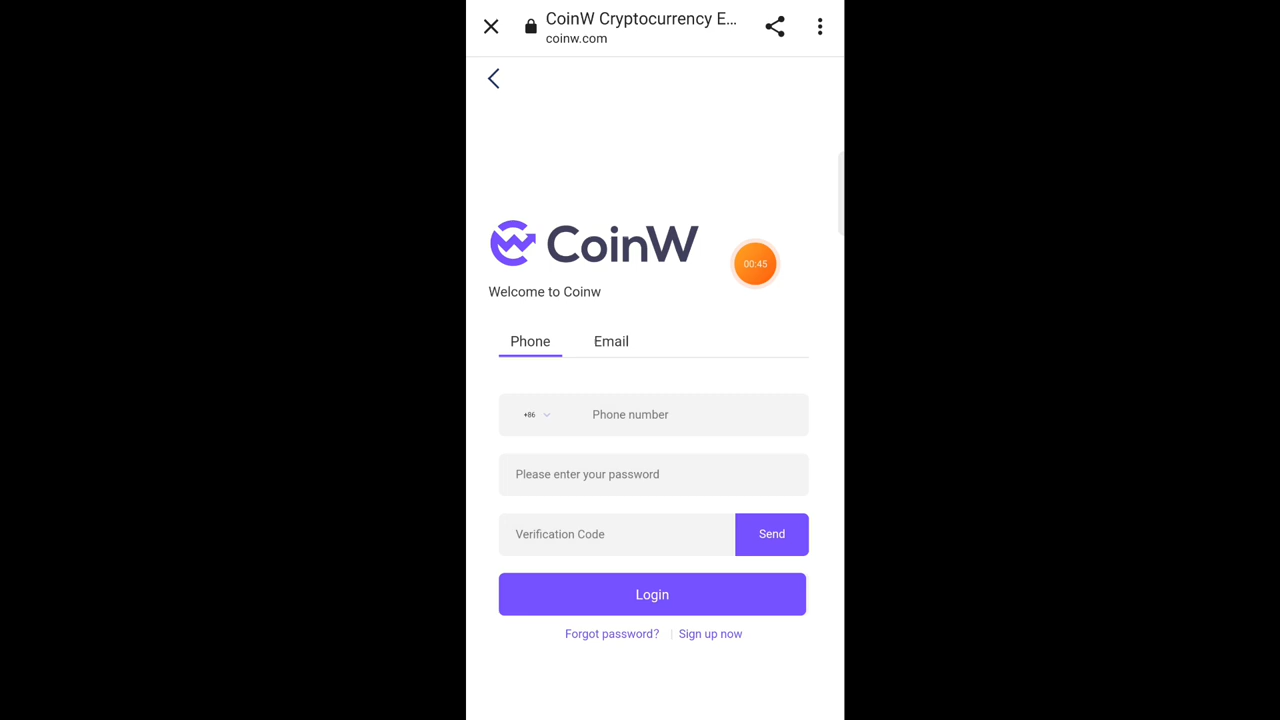 CoinW Cryptocurrency E...
coinw.com
CoinW
00:45
Welcome to Coinw
Phone
Email
+86
Phone number
Please enter your password
Verification Code
Send
Login
Forgot password?
Sign up now